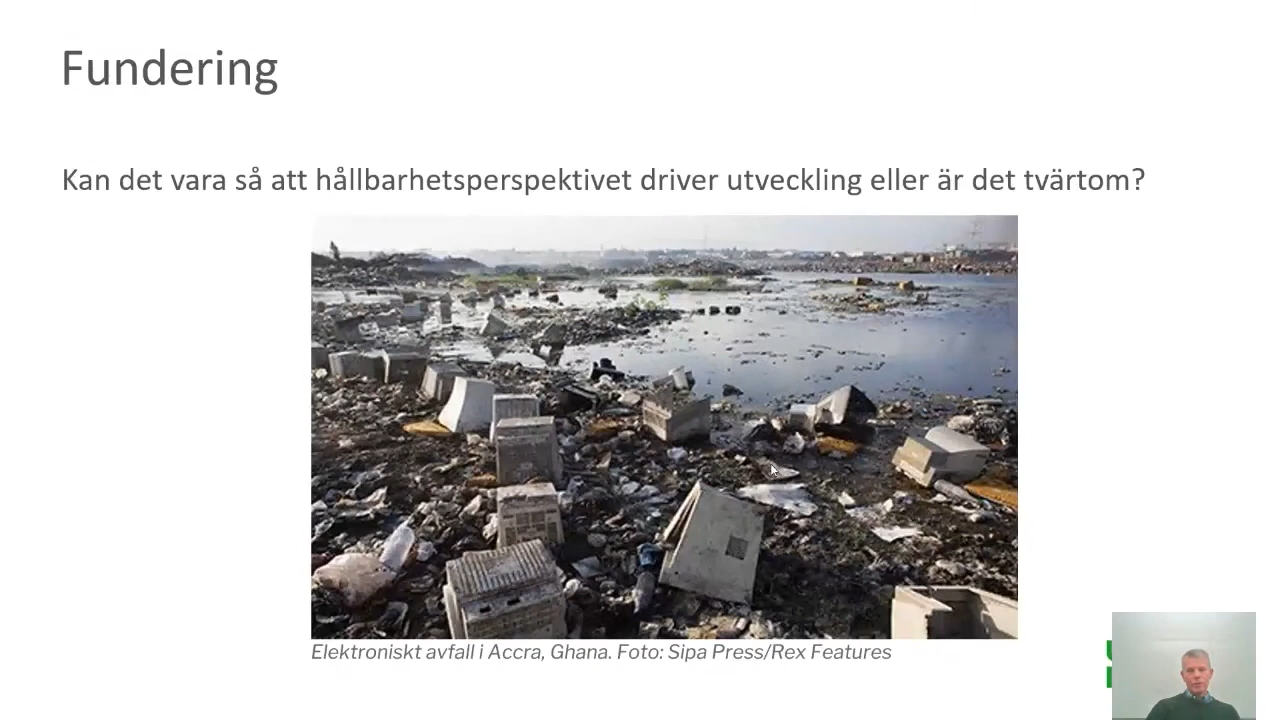 Fundering
Kan det vara så att hållbarhetsperspektivet driver utveckling eller är det tvärtom?
Elektroniskt avfall i Accra, Ghana. Foto: Sipa Press/Rex Features